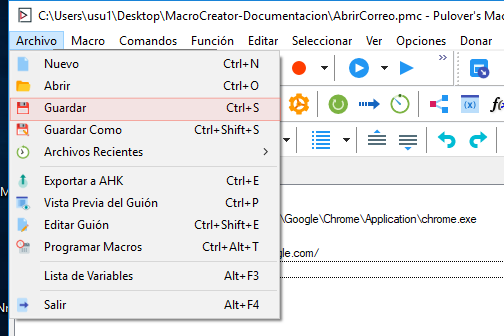 C:\Users\usu1\Desktop\MacroCreator-Documentacion\AbrirCorreo.pmc - Pulover's Macro
Archivo Macro Comandos Función Editar Seleccionar Ver Opciones Dona
Nuevo Ctrl+N
Abrir Ctrl+O
Guardar Ctrl+S
Guardar Como Ctrl+Shift+S
Archivos Recientes
Exportar a AHK Ctrl+E
\Google\Chrome\Application\chrome.exe
Vista Previa del Guión Ctrl+P
Editar Guión Ctrl+Shift+E
Programar Macros Ctrl+Alt+T
gle.com/
Lista de Variables Alt+F3
Salir Alt+F4